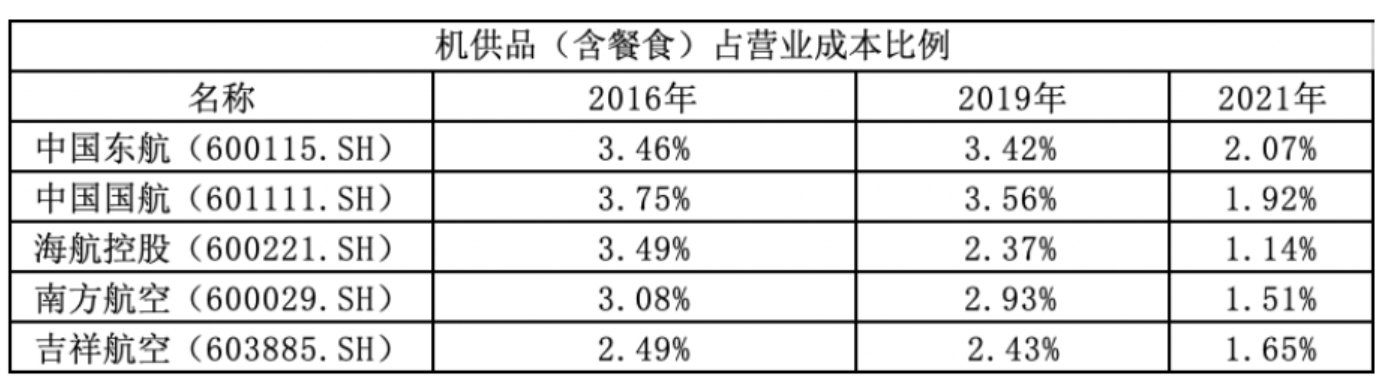 机供品（含餐食）占营业成本比例
名称 2016年 2019年 2021年
中国东航（600115.SH） 3.46% 3.42% 2.07%
中国国航（601111.SH） 3.75% 3.56% 1.92%
海航控股（600221.SH） 3.49% 2.37% 1.14%
南方航空（600029.SH） 3.08% 2.93% 1.51%
吉祥航空（603885.SH） 2.49% 2.43% 1.65%